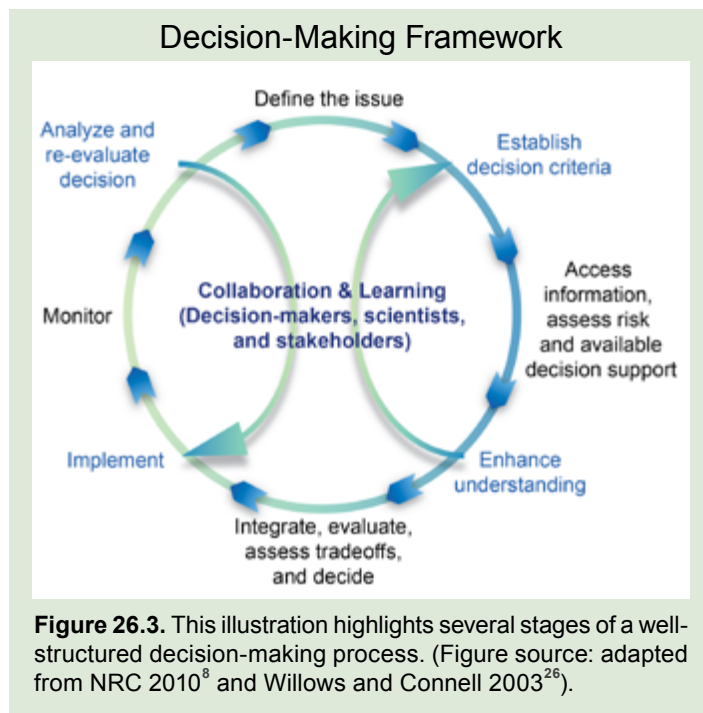 Decision-Making Framework
Define the issue
Analyze and
re-evaluate
decision
Establish
decision criteria
Access
information,
assess risk
and available
decision support
Collaboration & Learning
(Decision-makers, scientists,
and stakeholders)
Monitor
Implement
Enhance
understanding
Integrate, evaluate,
assess tradeoffs,
and decide
Figure 26.3. This illustration highlights several stages of a well-
structured decision-making process. (Figure source: adapted
from NRC 2010⁸ and Willows and Connell 2003²⁶).